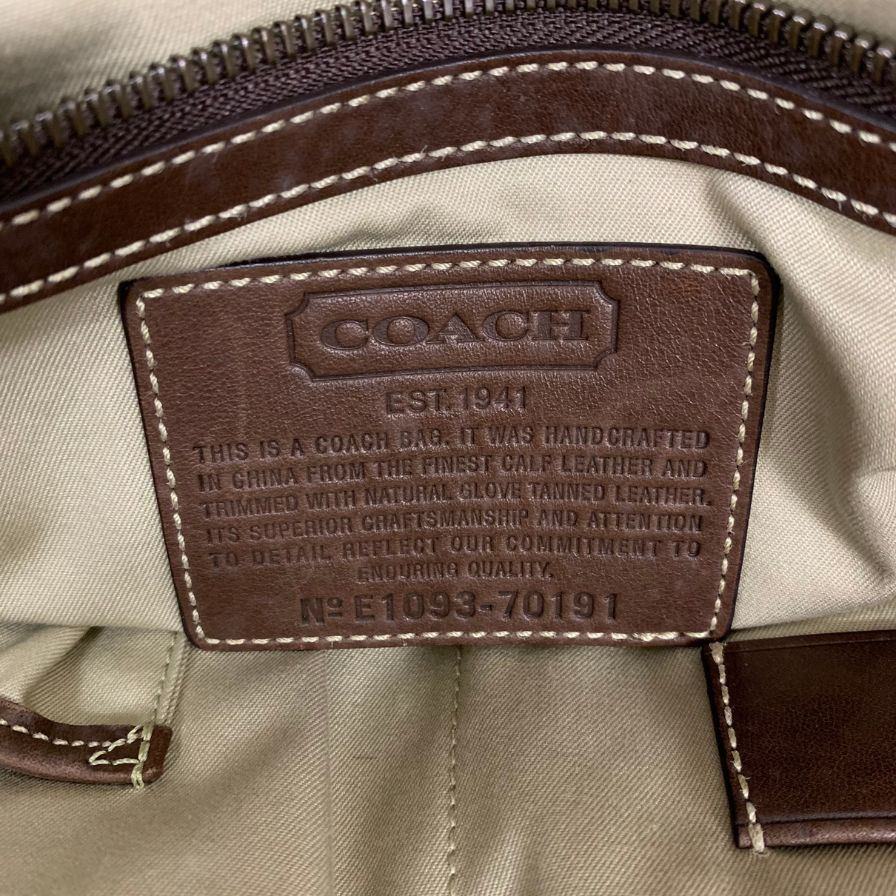 COACH
EST. 1941
THIS IS A COACH BAG. IT WAS HANDCRAFTED
IN CHINA FROM THE FINEST CALF LEATHER AND
TRIMMED WITH NATURAL GLOVE TANNED LEATHER.
ITS SUPERIOR CRAFTSMANSHIP AND ATTENTION
TO DETAIL REFLECT OUR COMMITMENT TO
ENDURING QUALITY.
Nº E1093-70191